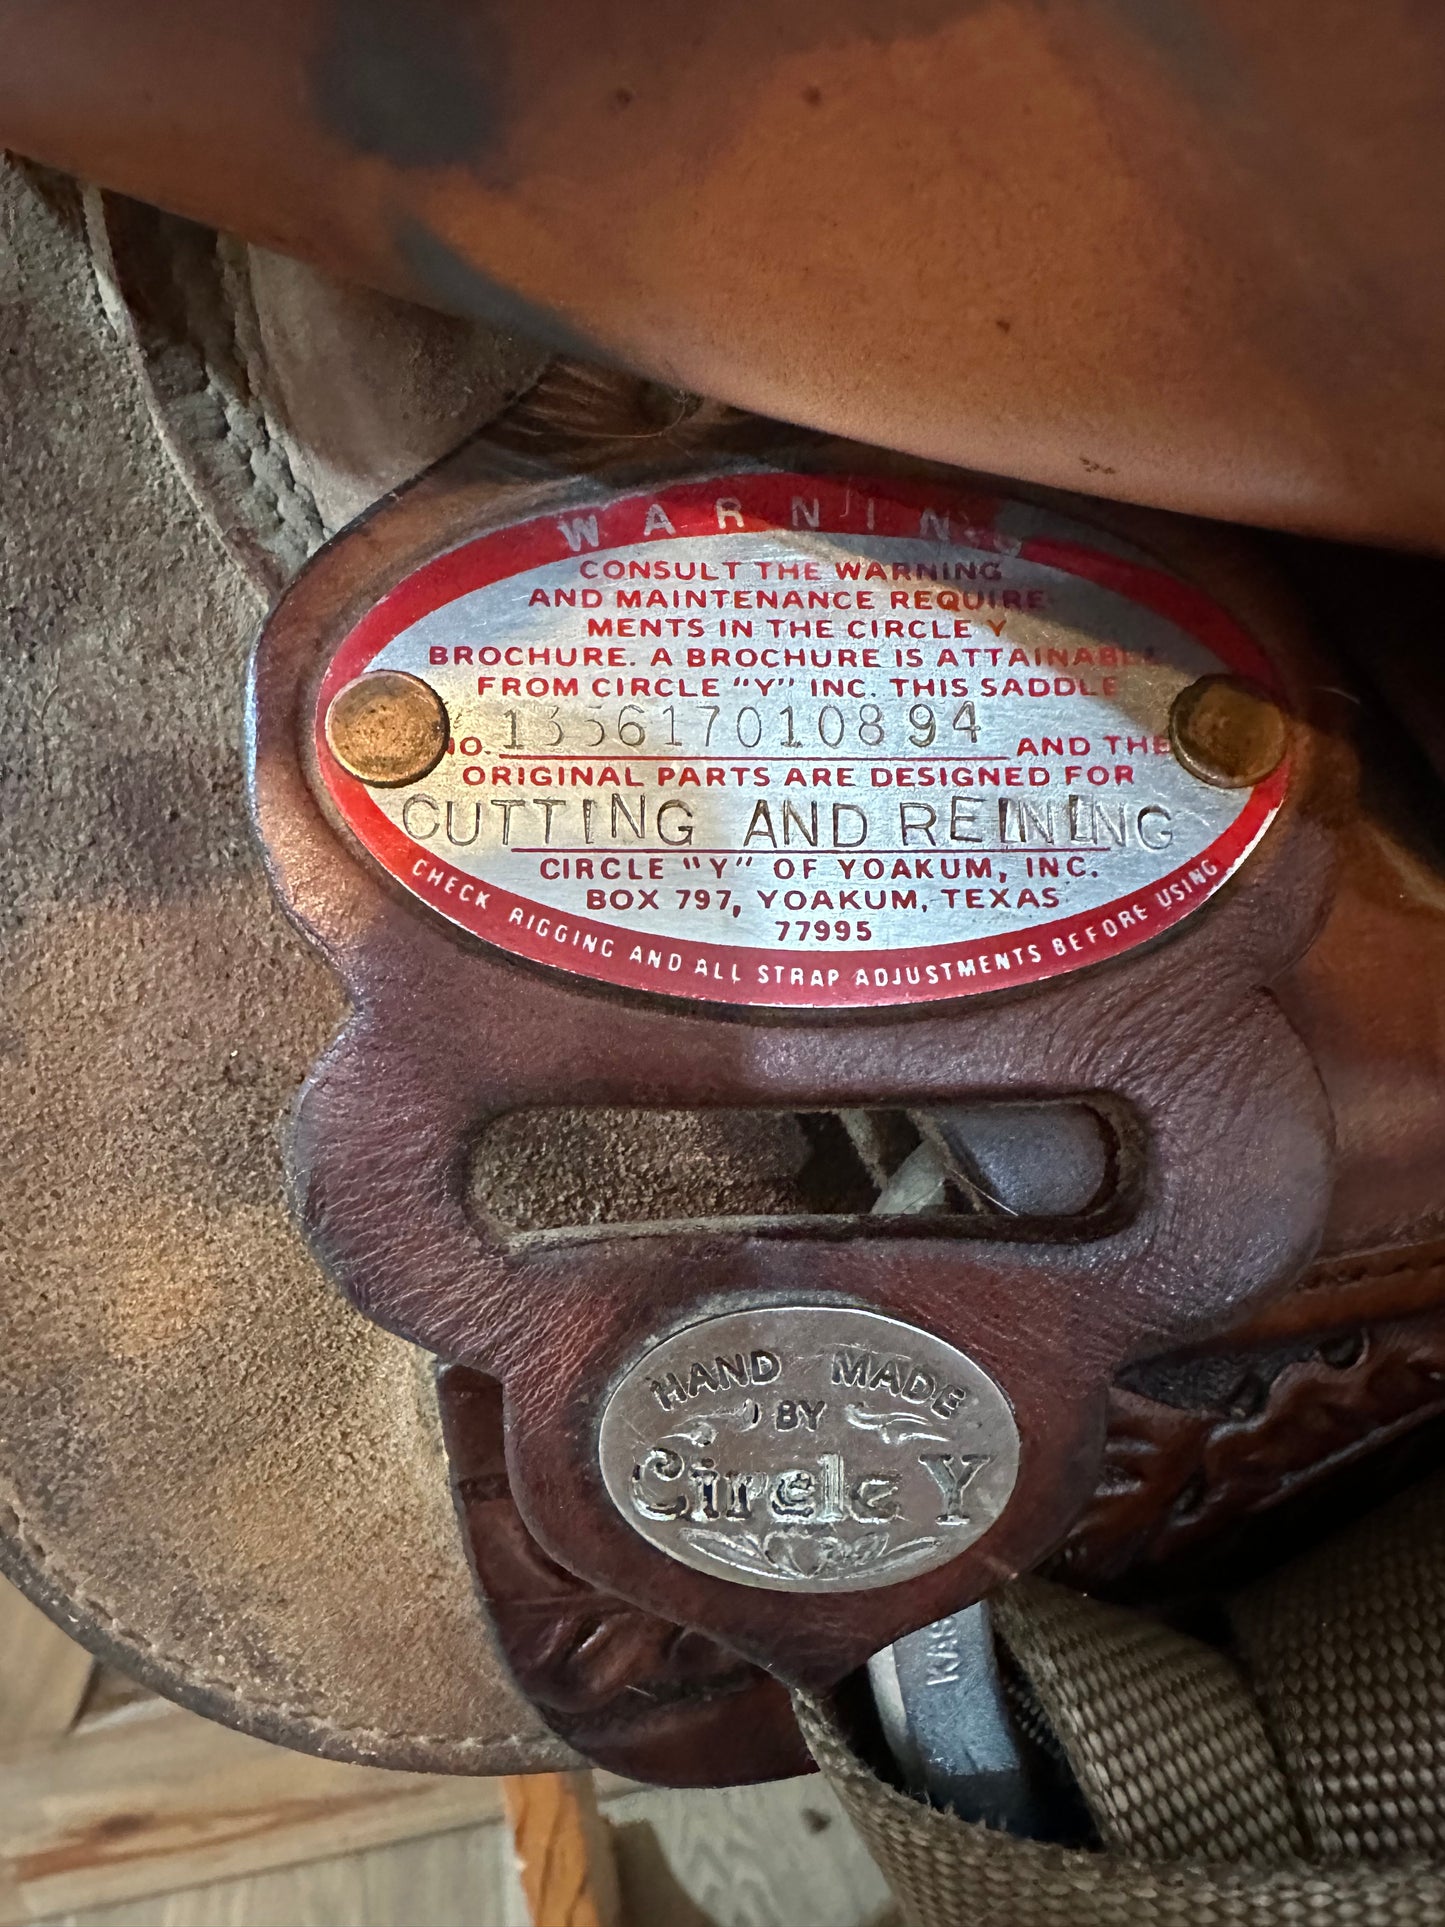 WARNING
CONSULT THE WARNING
AND MAINTENANCE REQUIRE-
MENTS IN THE CIRCLE Y
BROCHURE. A BROCHURE IS ATTAINABLE
FROM CIRCLE "Y" INC. THIS SADDLE
NO. AND THE
ORIGINAL PARTS ARE DESIGNED FOR
CUTTING AND REINING
CIRCLE "Y" OF YOAKUM, INC.
BOX 797, YOAKUM, TEXAS
77995
CHECK RIGGING AND ALL STRAP ADJUSTMENTS BEFORE USING
HAND MADE
BY
Circle Y